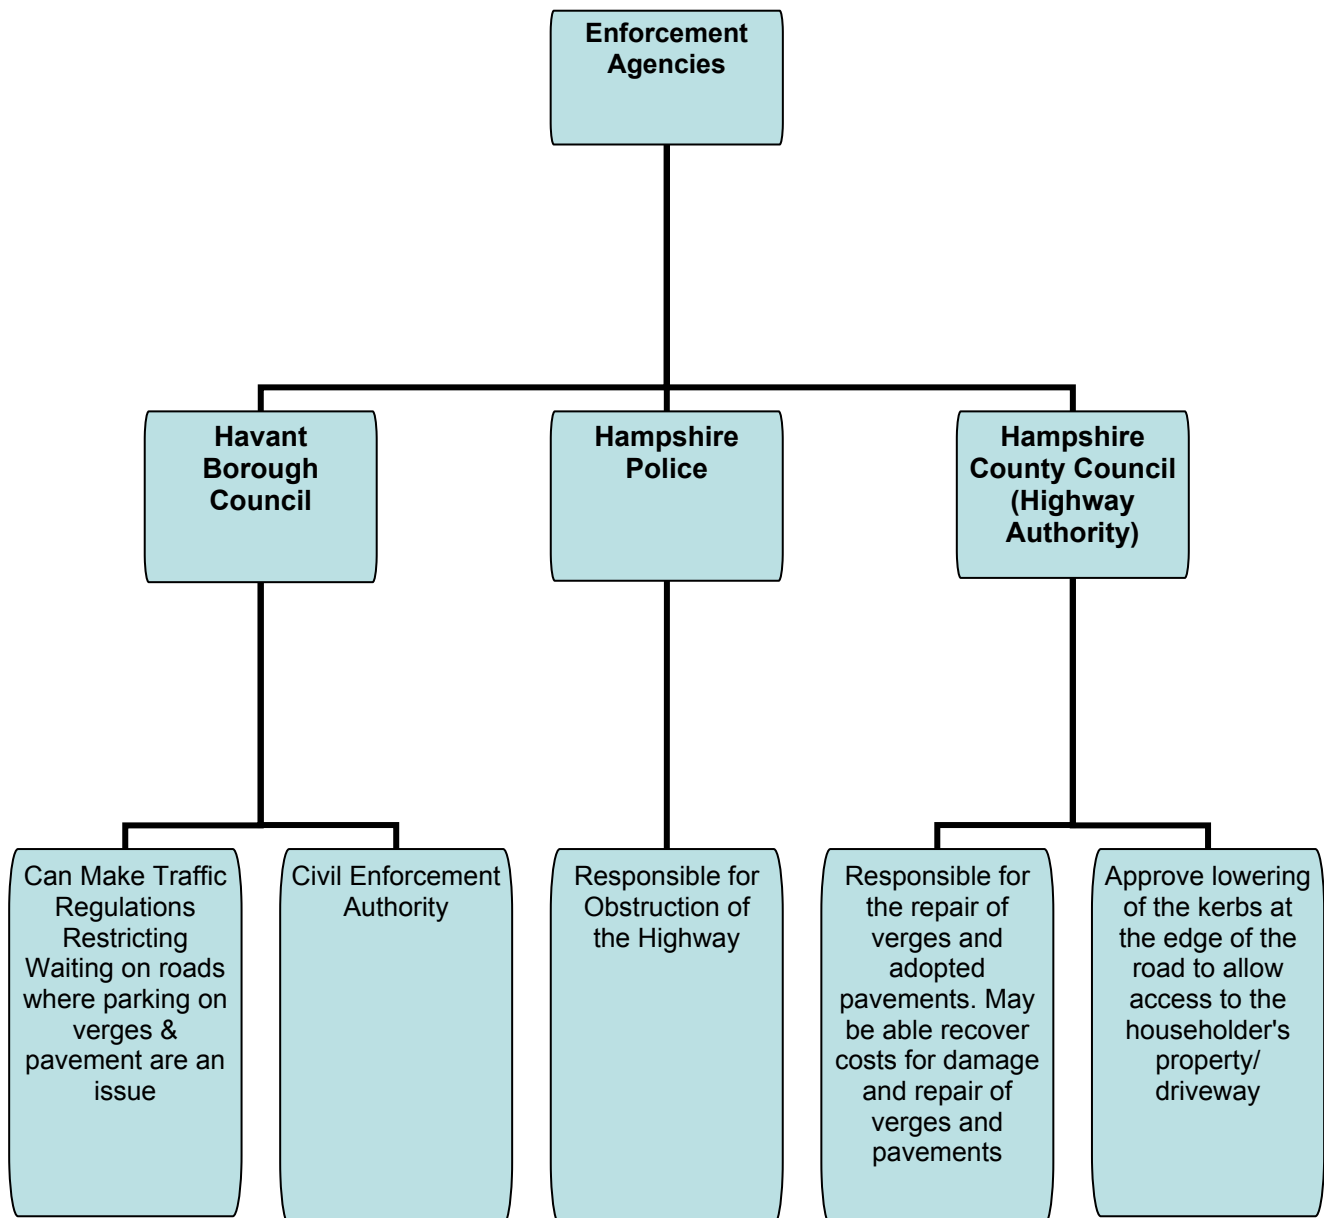 Enforcement
Agencies
Havant
Borough
Council
Hampshire
Police
Hampshire
County Council
(Highway
Authority)
Can Make Traffic
Regulations
Restricting
Waiting on roads
where parking on
verges &
pavement are an
issue
Civil Enforcement
Authority
Responsible for
Obstruction of
the Highway
Responsible for
the repair of
verges and
adopted
pavements. May
be able recover
costs for damage
and repair of
verges and
pavements
Approve lowering
of the kerbs at
the edge of the
road to allow
access to the
householder's
property/
driveway